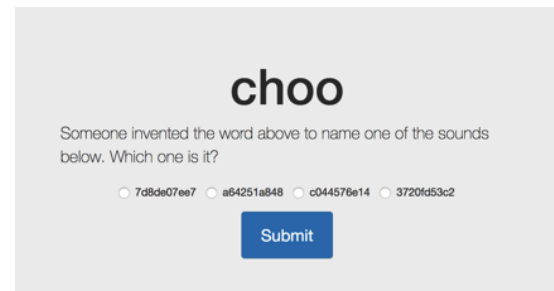 choo
Someone invented the word above to name one of the sounds
below. Which one is it?
7d8de07ee7 a64251a848 c044576e14 3720fd53c2
Submit